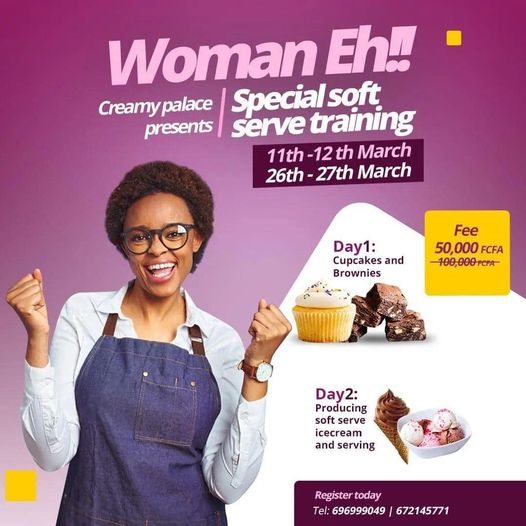 Woman Eh!!
Creamy palace
presents
Special soft
serve training
11th -12 th March
26th - 27th March
Fee
50,000 FCFA
100,000 FCFA
Day1:
Cupcakes and
Brownies
Day2:
Producing
soft serve
icecream
and serving
Register today
Tel: 696999049 | 672145771